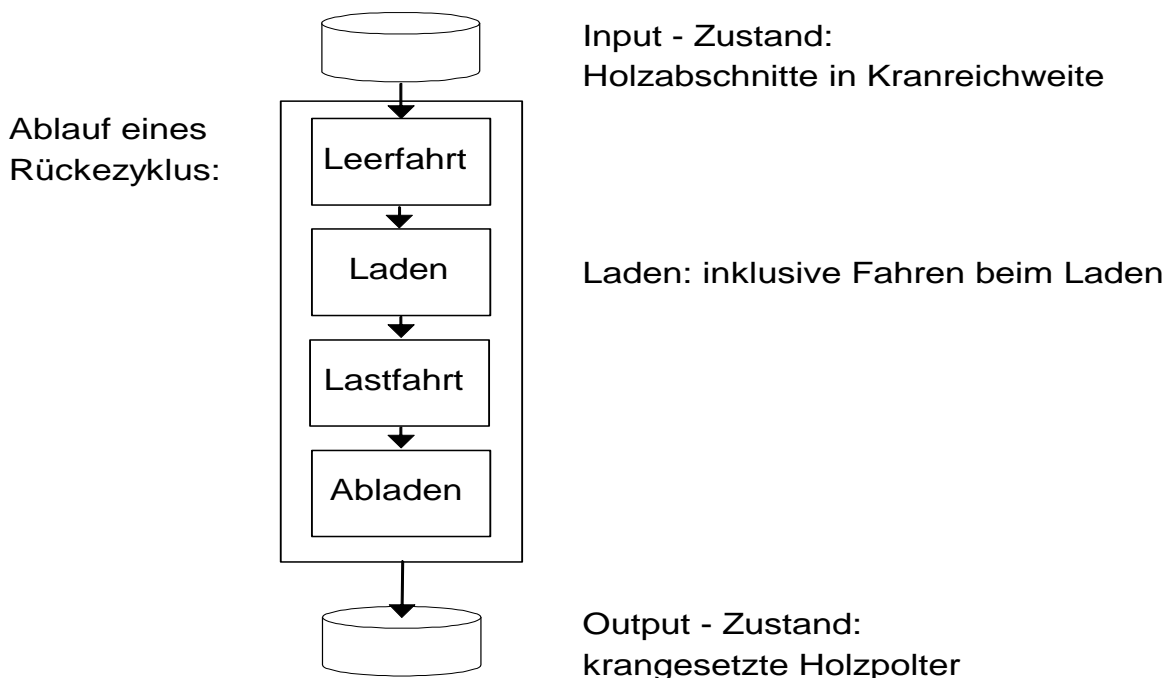 Input - Zustand:
Holzabschnitte in Kranreichweite
Ablauf eines
Rückezyklus:
Leerfahrt
Laden
Laden: inklusive Fahren beim Laden
Lastfahrt
Abladen
Output - Zustand:
krangesetzte Holzpolter